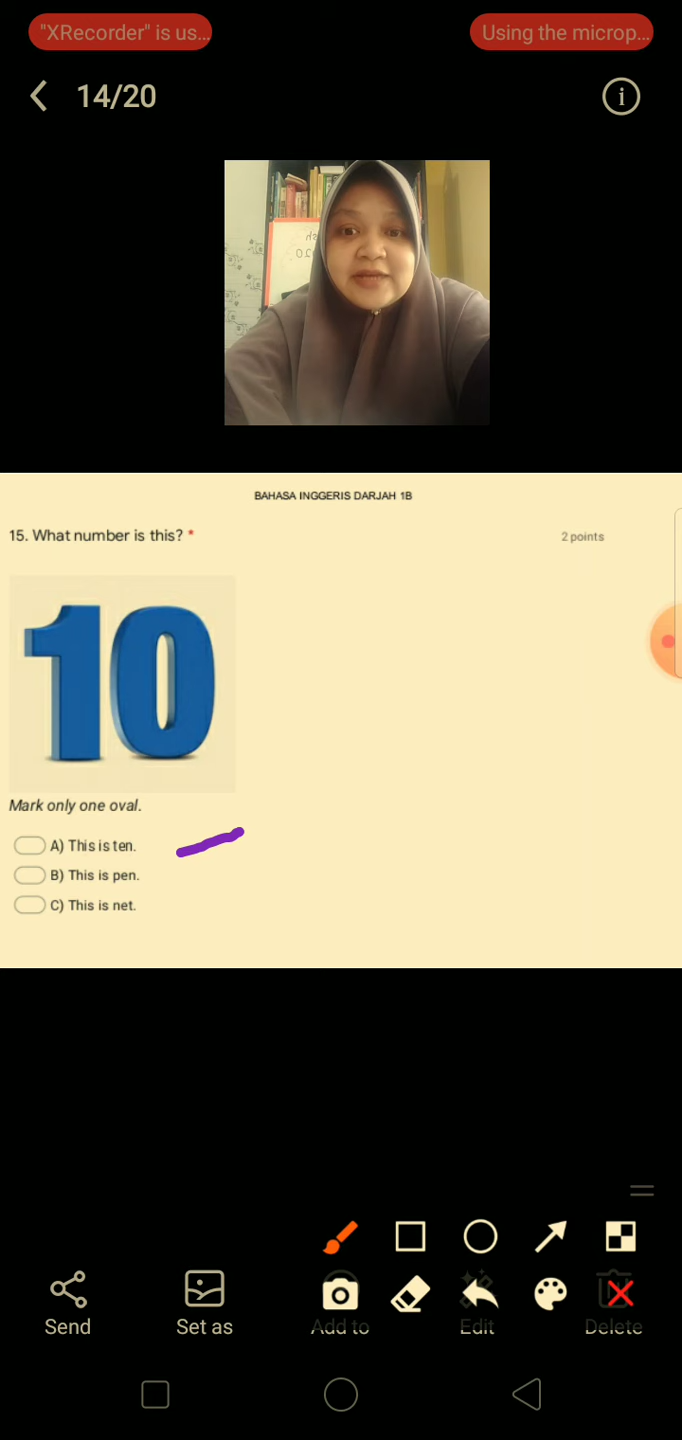 "XRecorder" is us...
Using the microp...
14/20
BAHASA INGGERIS DARJAH 1B
15. What number is this? *
2 points
10
Mark only one oval.
A) This is ten.
B) This is pen.
C) This is net.
Send
Set as
Add to
Edit
Delete